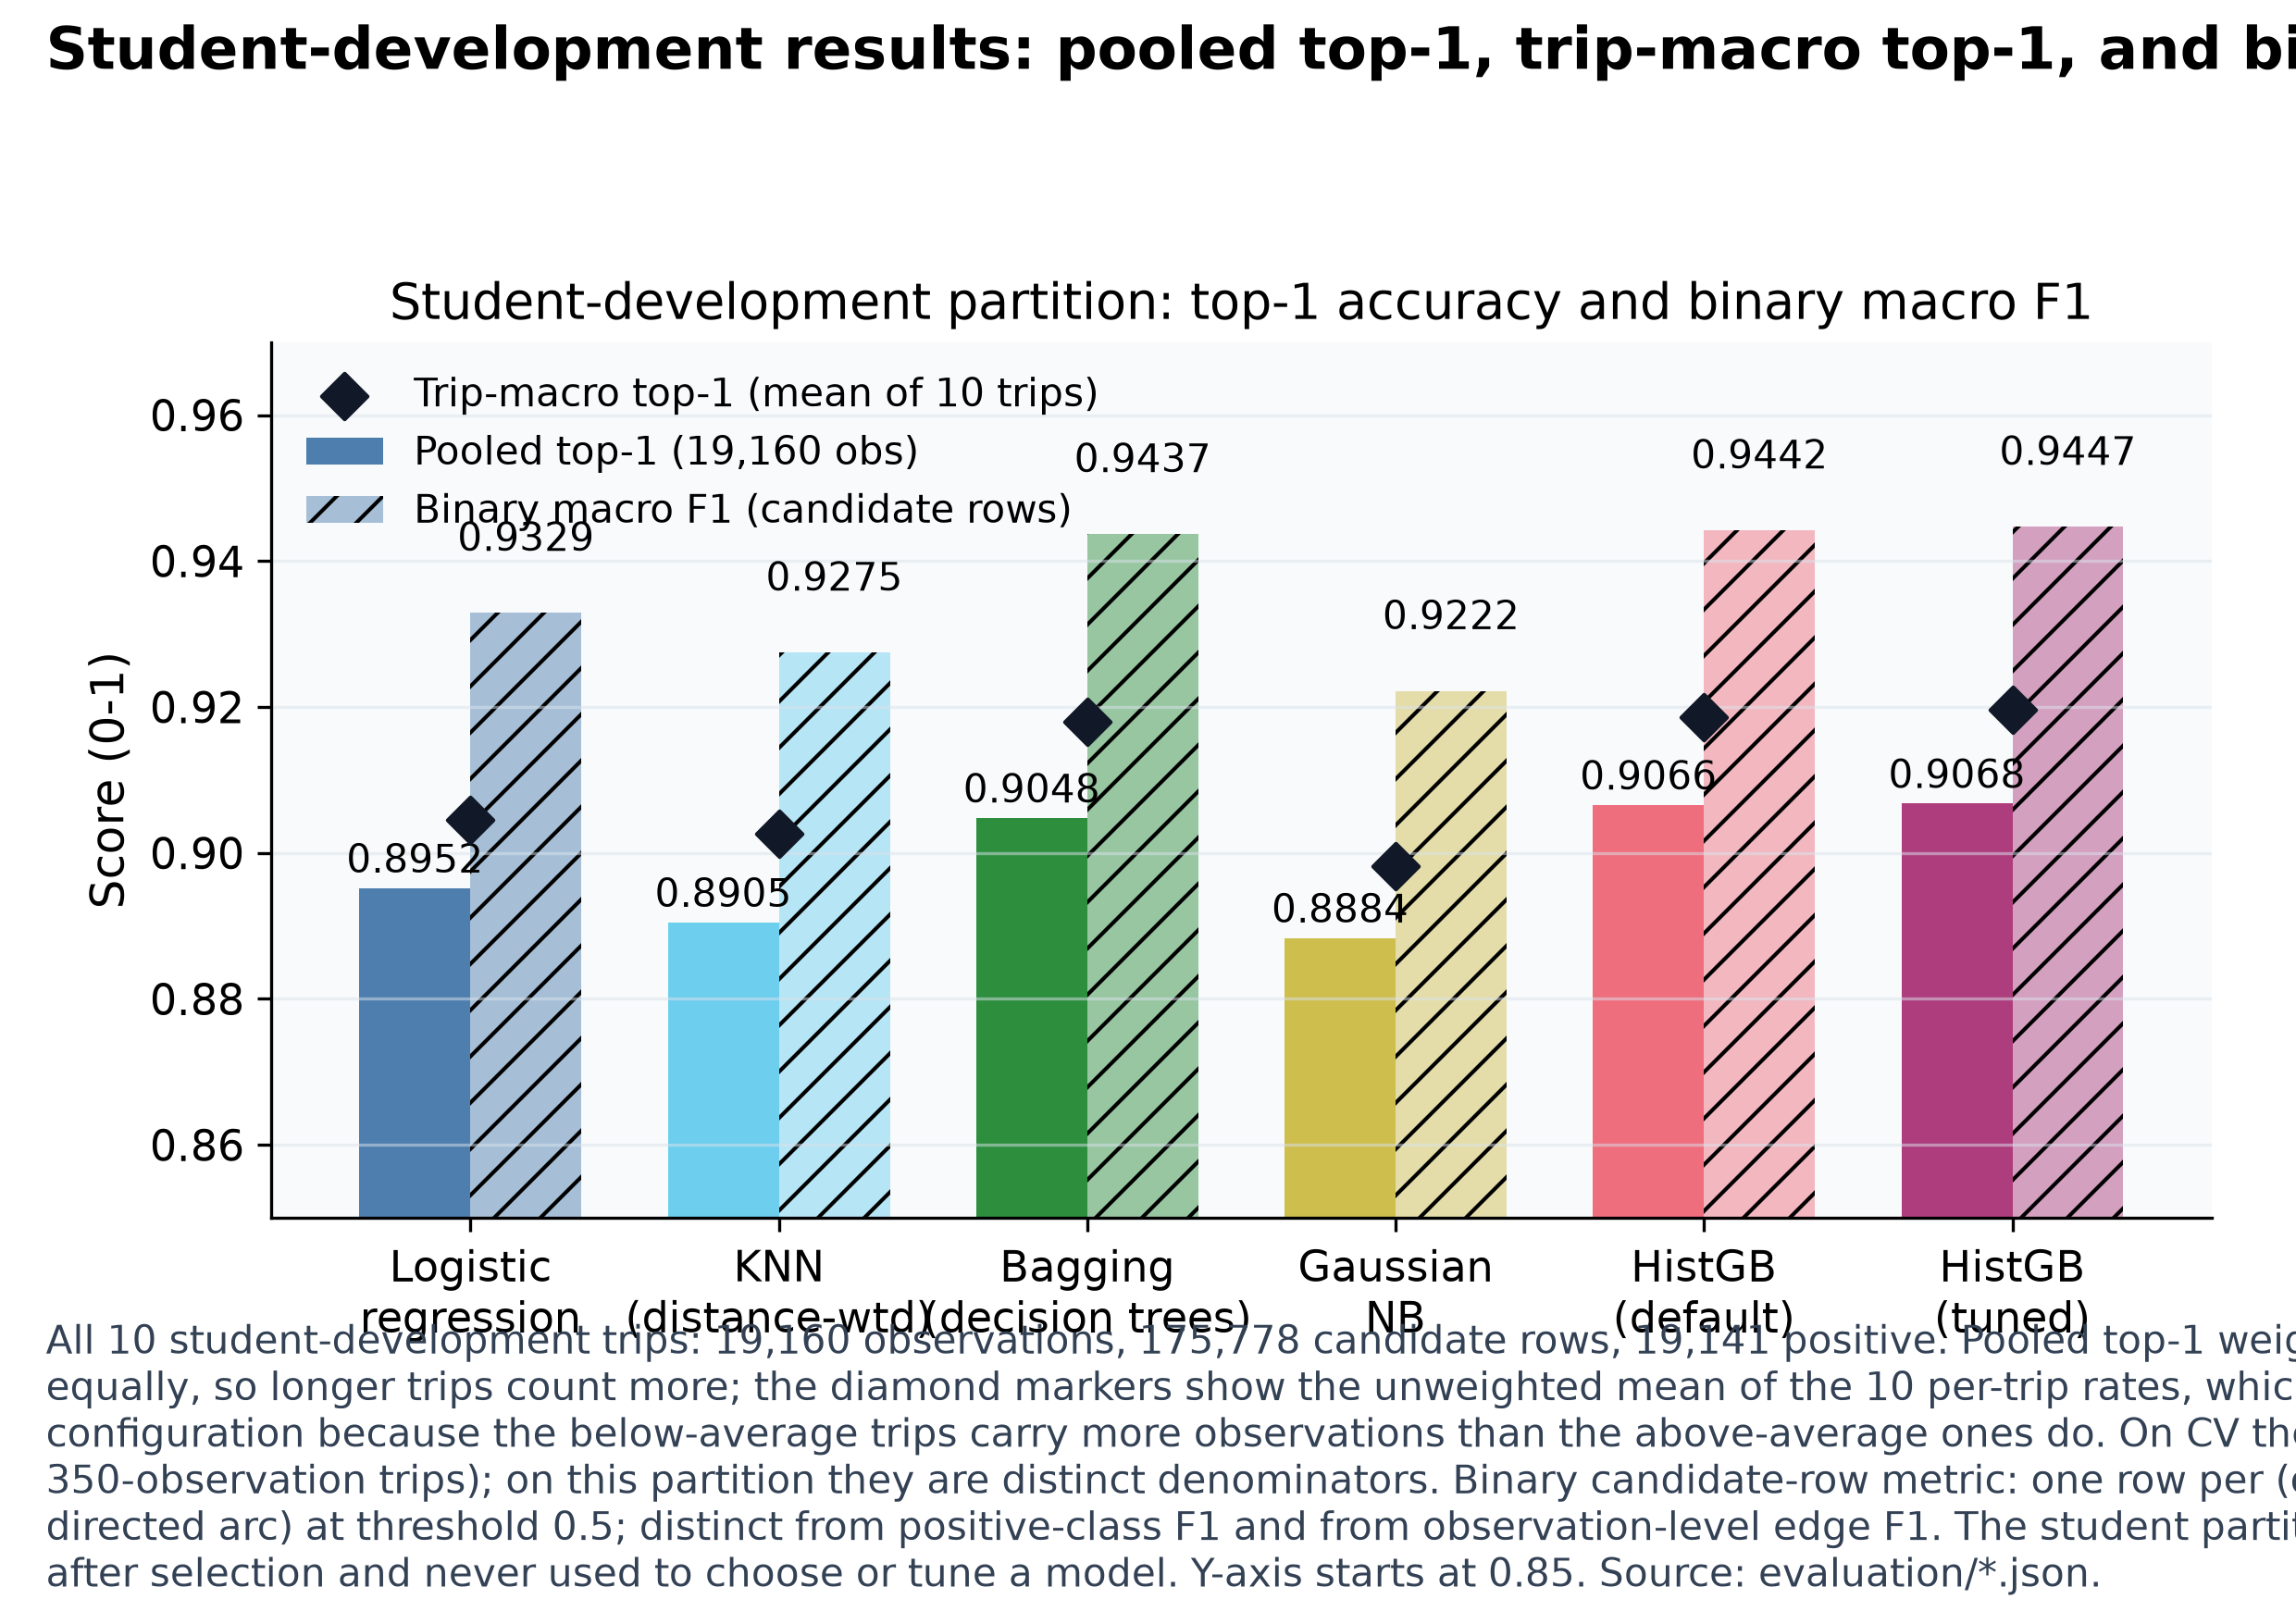 Student-development results: pooled top-1, trip-macro top-1, and bi
Student-development partition: top-1 accuracy and binary macro F1
Trip-macro top-1 (mean of 10 trips)
Pooled top-1 (19,160 obs)
Binary macro F1 (candidate rows)
Score (0-1)
0.96
0.94
0.92
0.90
0.88
0.86
0.8952
0.9329
0.8905
0.9275
0.9048
0.9437
0.8884
0.9222
0.9066
0.9442
0.9068
0.9447
Logistic
regression
KNN
(distance-wtd)
Bagging
(decision trees)
Gaussian
NB
HistGB
(default)
HistGB
(tuned)
All 10 student-development trips: 19,160 observations, 175,778 candidate rows, 19,141 positive. Pooled top-1
equally, so longer trips count more; the diamond markers show the unweighted mean of the 10 per-trip rates,
configuration because the below-average trips carry more observations than the above-average ones do. On CV
350-observation trips); on this partition they are distinct denominators. Binary candidate-row metric: one row per
directed arc) at threshold 0.5; distinct from positive-class F1 and from observation-level edge F1. The student
after selection and never used to choose or tune a model. Y-axis starts at 0.85. Source: evaluation/*.json.